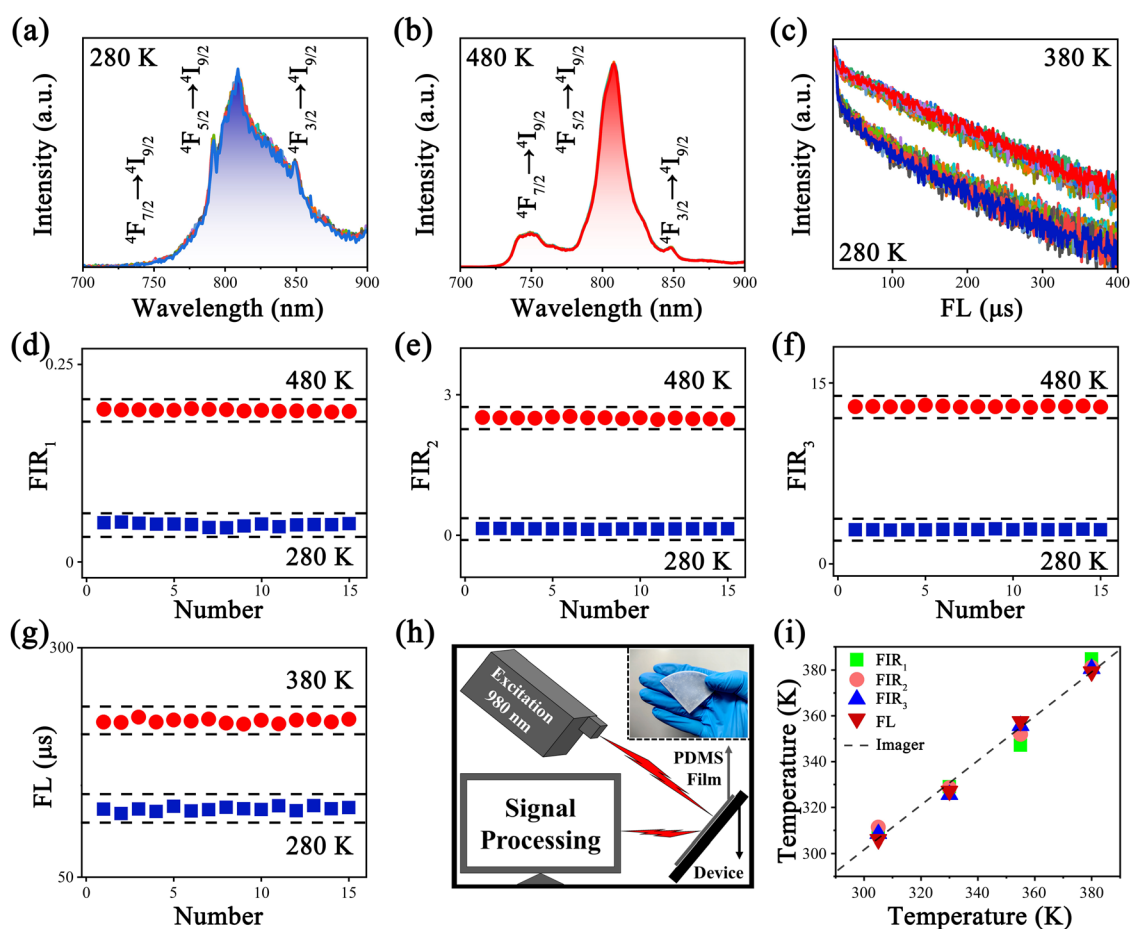 (a)
280 K
⁴F₇/₂→⁴I₉/₂
⁴F₅/₂→⁴I₉/₂
⁴F₃/₂→⁴I₉/₂
Intensity (a.u.)
700 750 800 850 900
Wavelength (nm)
(b)
480 K
⁴F₇/₂→⁴I₉/₂
⁴F₅/₂→⁴I₉/₂
⁴F₃/₂→⁴I₉/₂
Intensity (a.u.)
700 750 800 850 900
Wavelength (nm)
(c)
380 K
280 K
Intensity (a.u.)
100 200 300 400
FL (μs)
(d)
0.25
480 K
FIR₁
280 K
0
0 5 10 15
Number
(e)
480 K
3
FIR₂
0
280 K
0 5 10 15
Number
(f)
15
480 K
FIR₃
280 K
0
0 5 10 15
Number
(g)
300
380 K
FL (μs)
280 K
50
0 5 10 15
Number
(h)
Excitation
980 nm
PDMS
Film
Signal
Processing
Device
(i)
FIR₁
FIR₂
FIR₃
FL
Imager
Temperature (K)
380
360
340
320
300
300 320 340 360 380
Temperature (K)